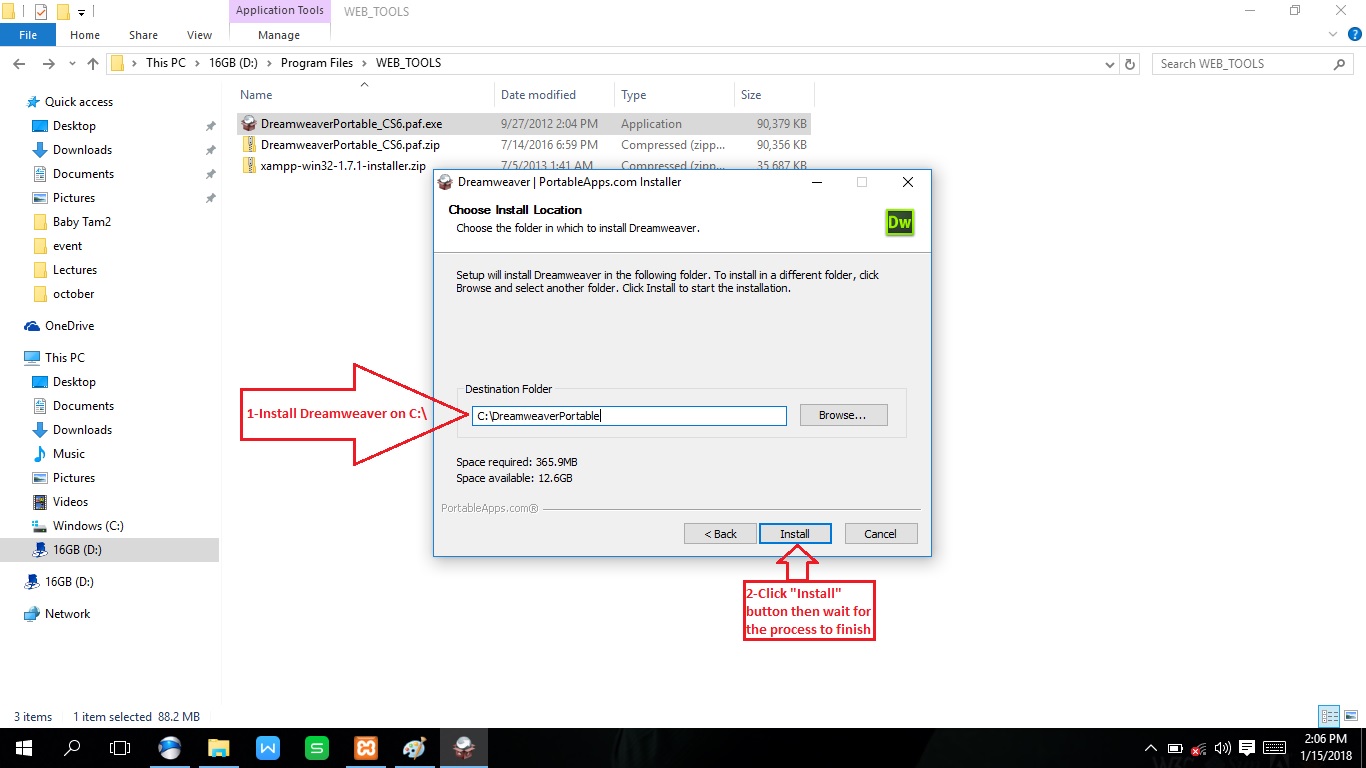 Application Tools
WEB_TOOLS
File
Home
Share
View
Manage
This PC
16GB (D:)
Program Files
WEB_TOOLS
Search WEB_TOOLS
Name
Date modified
Type
Size
DreamweaverPortable_CS6.paf.exe 9/27/2012 2:04 PM Application 90,379 KB
DreamweaverPortable_CS6.paf.zip 7/14/2016 6:59 PM Compressed (zipp... 90,356 KB
xampp-win32-1.7.1-installer.zip 7/5/2013 1:41 AM Compressed (zipp... 35,687 KB
Quick access
Desktop
Downloads
Documents
Pictures
Baby Tam2
event
Lectures
october
OneDrive
This PC
Desktop
Documents
Downloads
Music
Pictures
Videos
Windows (C:)
16GB (D:)
16GB (D:)
Network
Dreamweaver | PortableApps.com Installer
Choose Install Location
Choose the folder in which to install Dreamweaver.
Dw
Setup will install Dreamweaver in the following folder. To install in a different folder, click
Browse and select another folder. Click Install to start the installation.
Destination Folder
1-Install Dreamweaver on C:\
C:\DreamweaverPortable
Browse...
Space required: 365.9MB
Space available: 12.6GB
PortableApps.com®
< Back
Install
Cancel
2-Click "Install"
button then wait for
the process to finish
3 items
1 item selected 88.2 MB
2:06 PM
1/15/2018